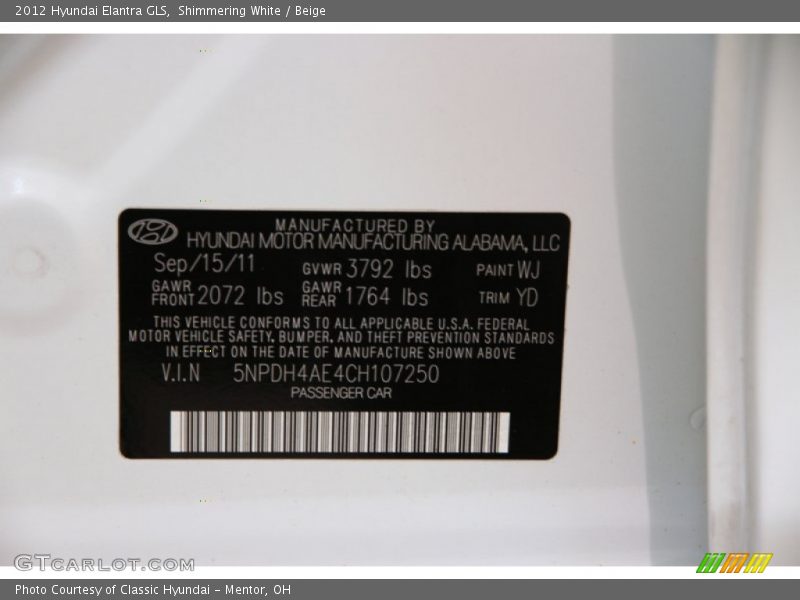 2012 Hyundai Elantra GLS, Shimmering White / Beige
MANUFACTURED BY
HYUNDAI MOTOR MANUFACTURING ALABAMA, LLC
Sep/15/11 GVWR 3792 lbs PAINT WJ
GAWR FRONT 2072 lbs GAWR REAR 1764 lbs TRIM YD
THIS VEHICLE CONFORMS TO ALL APPLICABLE U.S.A. FEDERAL
MOTOR VEHICLE SAFETY, BUMPER, AND THEFT PREVENTION STANDARDS
IN EFFECT ON THE DATE OF MANUFACTURE SHOWN ABOVE
V.I.N 5NPDH4AE4CH107250
PASSENGER CAR
GTCARLOT.COM
Photo Courtesy of Classic Hyundai - Mentor, OH